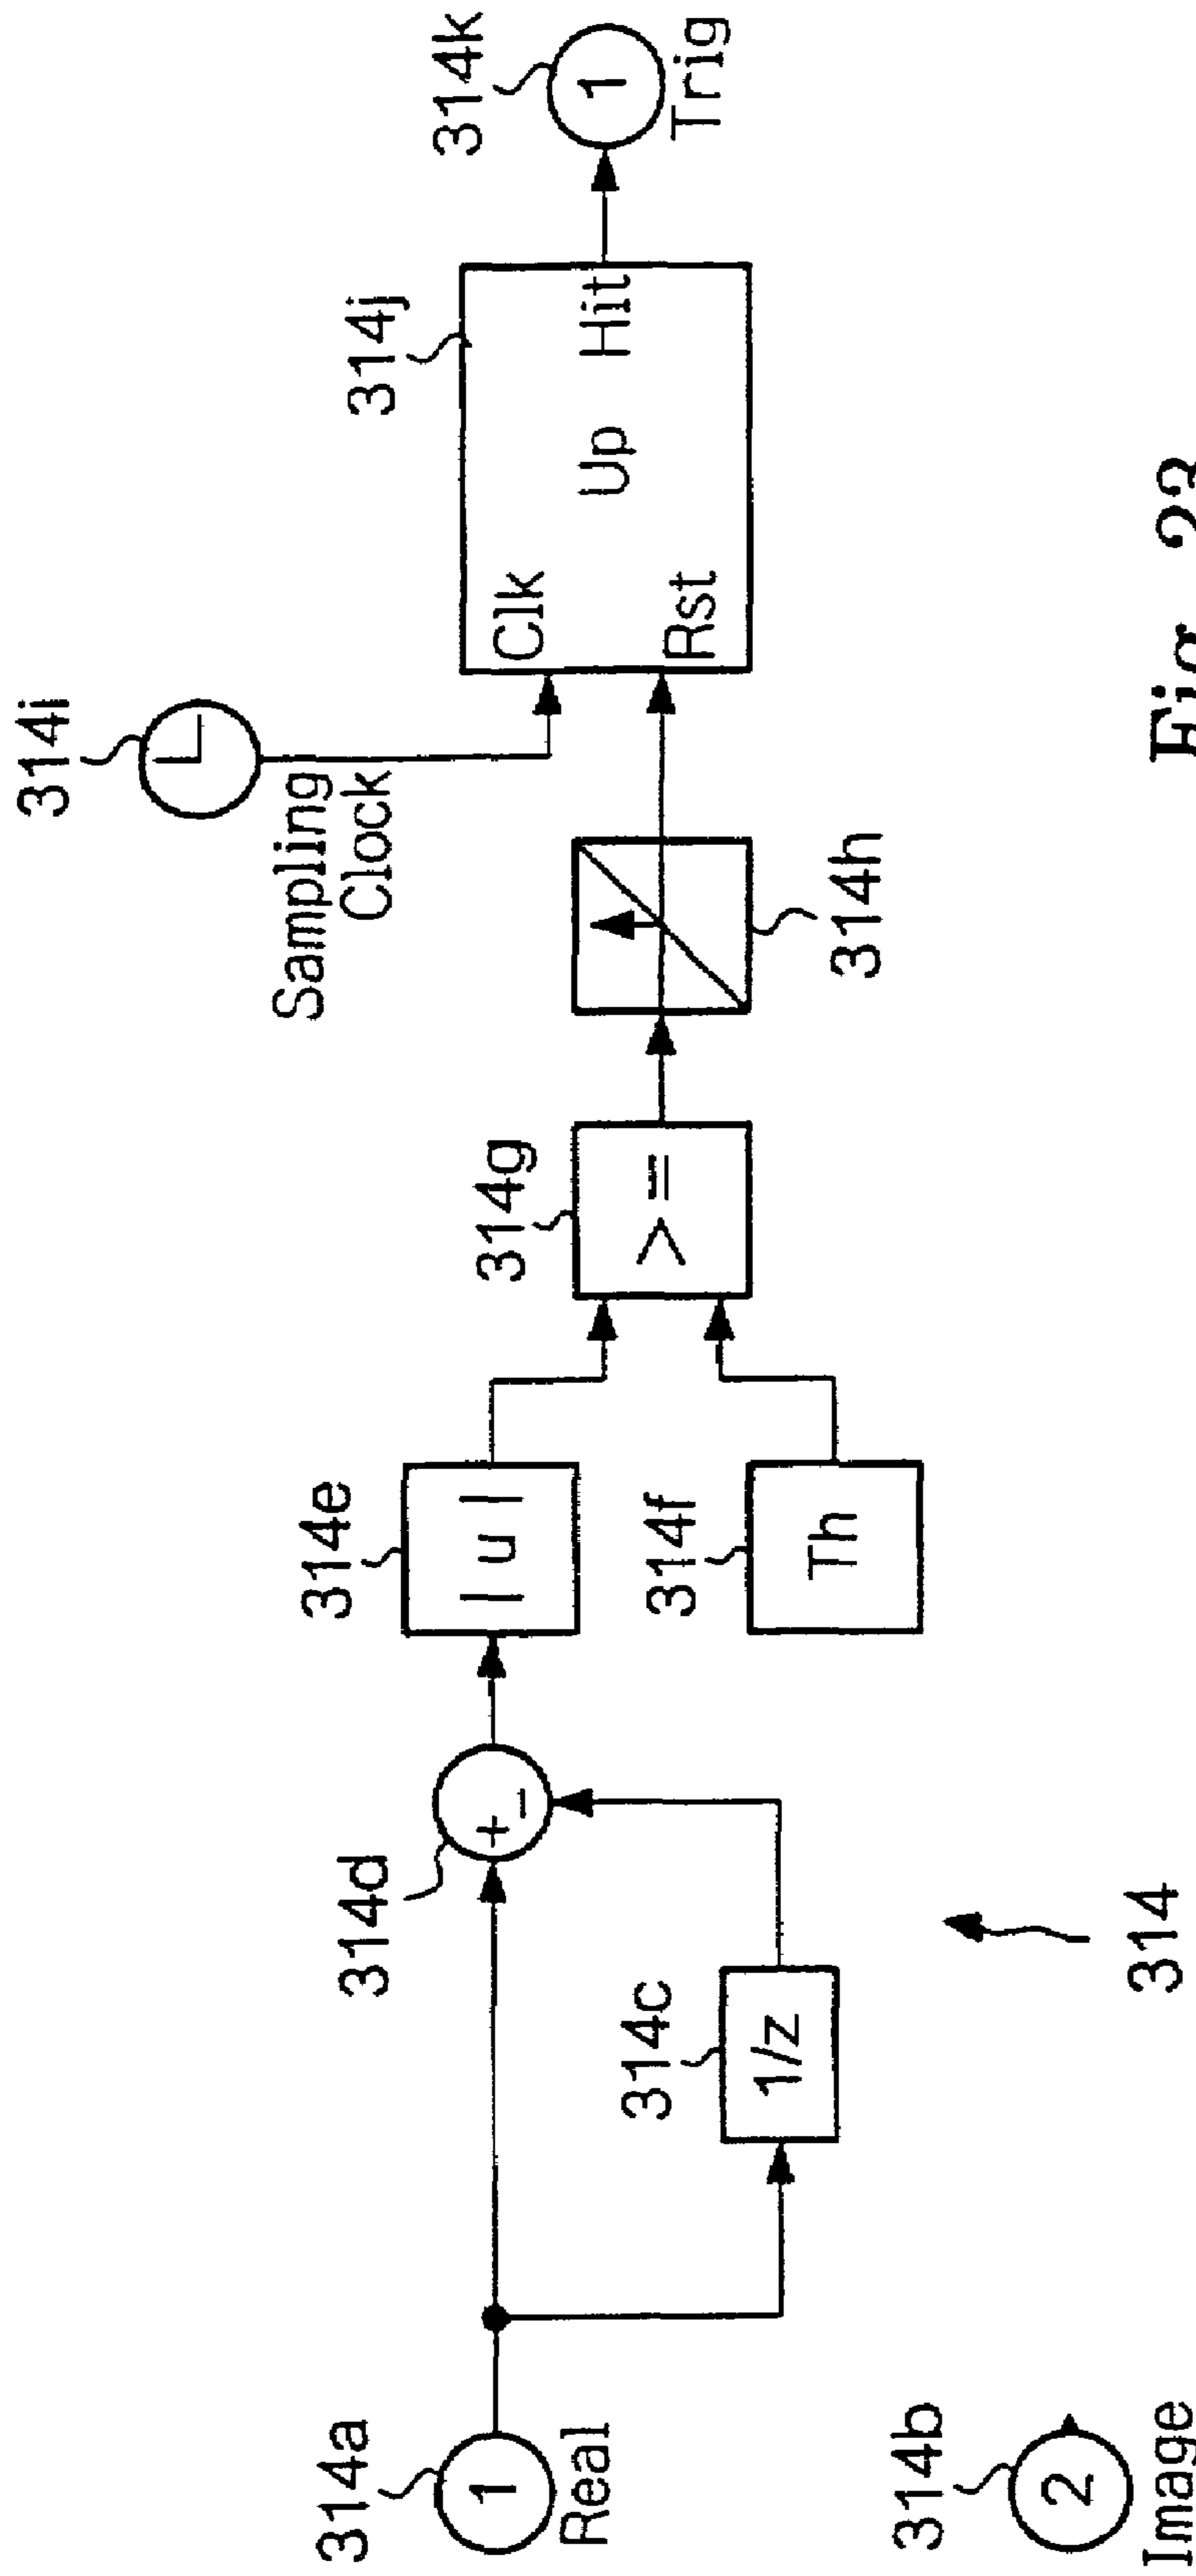 314a
1
Real
314b
2
Image
314c
1/z
314d
+
−
314e
| u |
314f
Th
314g
>=
314h
314i
Sampling
Clock
314j
Clk
Up
Hit
Rst
314k
1
Trig
314